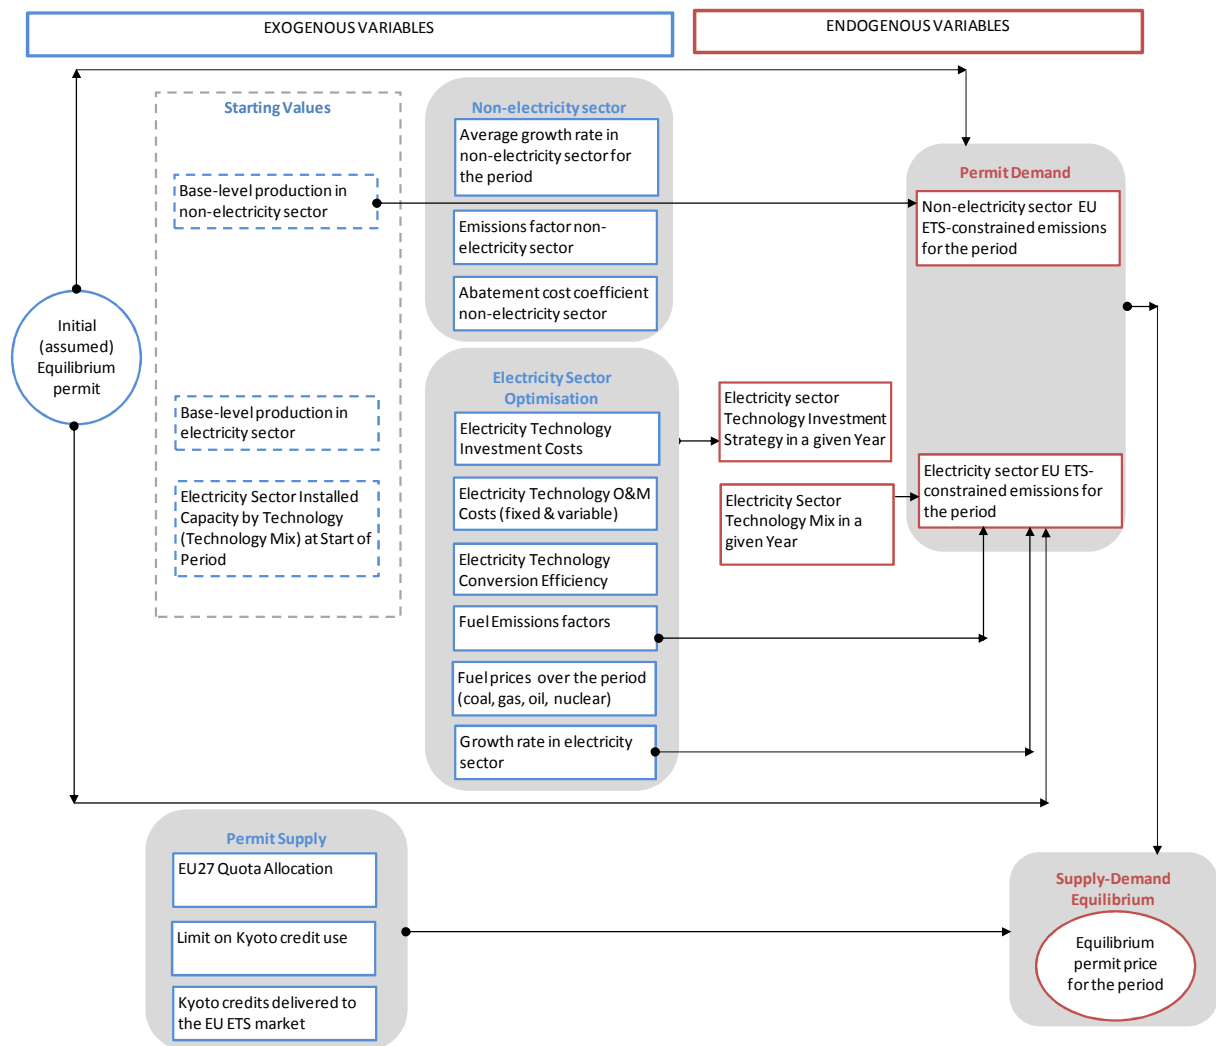 EXOGENOUS VARIABLES
ENDOGENOUS VARIABLES
Starting Values
Base-level production in
non-electricity sector
Base-level production in
electricity sector
Electricity Sector Installed
Capacity by Technology
(Technology Mix) at Start of
Period
Initial
(assumed)
Equilibrium
permit
Non-electricity sector
Average growth rate in
non-electricity sector for
the period
Emissions factor non-
electricity sector
Abatement cost coefficient
non-electricity sector
Electricity Sector
Optimisation
Electricity Technology
Investment Costs
Electricity Technology O&M
Costs (fixed & variable)
Electricity Technology
Conversion Efficiency
Fuel Emissions factors
Fuel prices over the period
(coal, gas, oil, nuclear)
Growth rate in electricity
sector
Electricity sector
Technology Investment
Strategy in a given Year
Electricity Sector
Technology Mix in a
given Year
Permit Demand
Non-electricity sector EU
ETS-constrained emissions
for the period
Electricity sector EU ETS-
constrained emissions for
the period
Permit Supply
EU27 Quota Allocation
Limit on Kyoto credit use
Kyoto credits delivered to
the EU ETS market
Supply-Demand
Equilibrium
Equilibrium
permit price
for the period